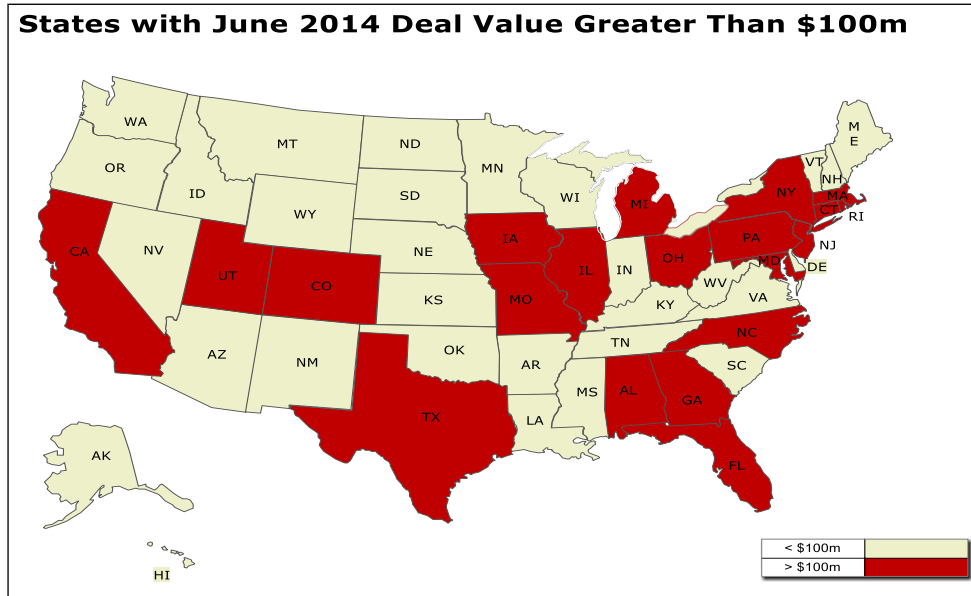 States with June 2014 Deal Value Greater Than $100m
WA
MT
ND
MN
OR
ID
SD
WI
WY
MI
M
E
VT
NH
NY
MA
CT
RI
CA
NV
UT
CO
NE
IA
IL
IN
OH
PA
NJ
MD
DE
KS
MO
WV
KY
VA
AZ
NM
OK
AR
TN
NC
SC
TX
LA
MS
AL
GA
FL
AK
HI
< $100m
> $100m